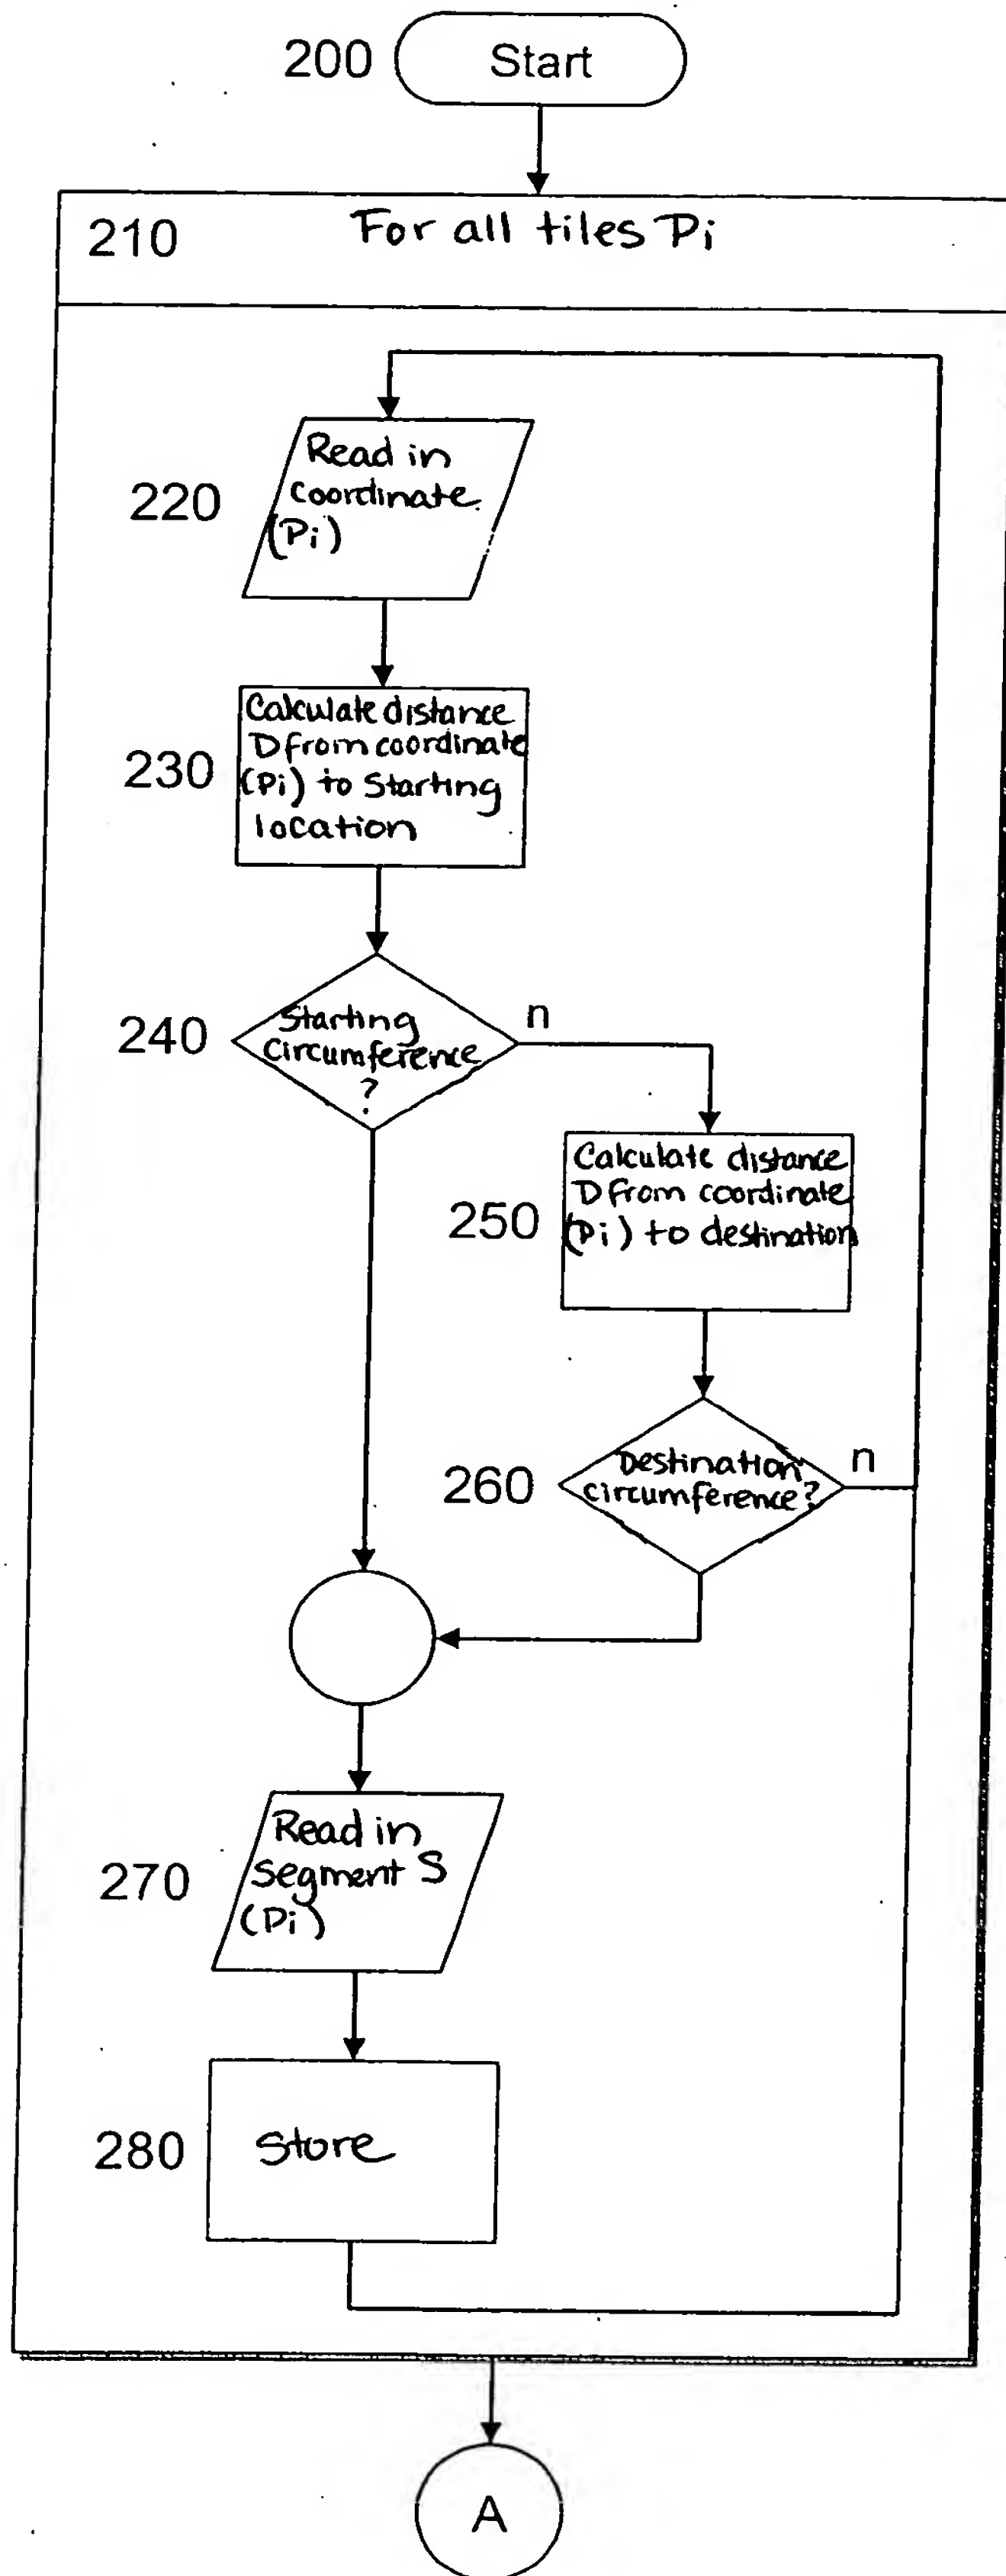 200 Start
210 For all tiles Pi
220
Read in
coordinate
(Pi)
230
Calculate distance
D from coordinate
(Pi) to Starting
location
240
Starting
circumference
?
n
250
Calculate distance
D from coordinate
(Pi) to destination
260
Destination
circumference?
n
270
Read in
segment S
(Pi)
280 Store
A